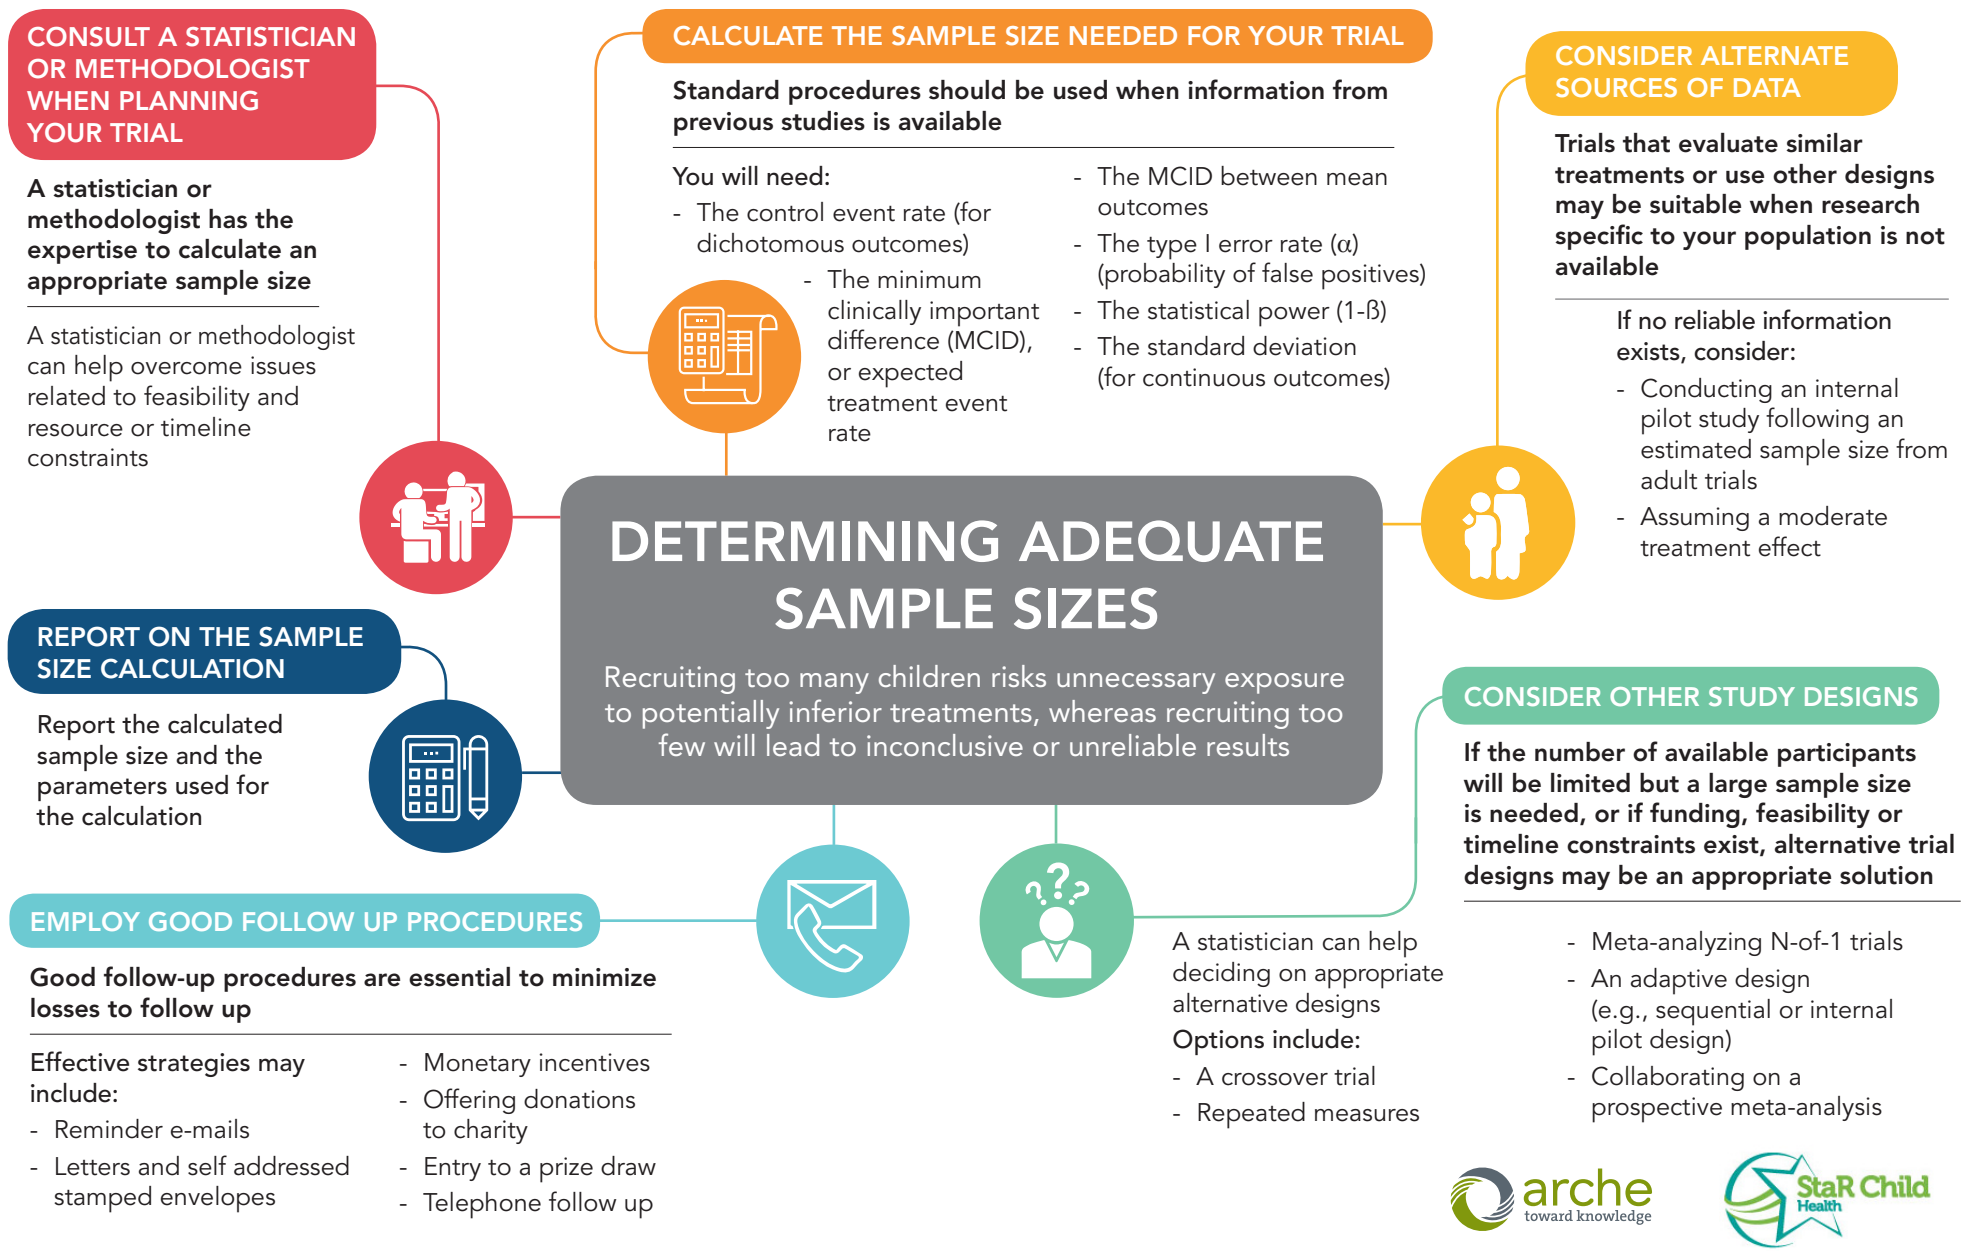 CONSULT A STATISTICIAN
OR METHODOLOGIST
WHEN PLANNING
YOUR TRIAL
A statistician or
methodologist has the
expertise to calculate an
appropriate sample size
A statistician or methodologist
can help overcome issues
related to feasibility and
resource or timeline
constraints
CALCULATE THE SAMPLE SIZE NEEDED FOR YOUR TRIAL
Standard procedures should be used when information from
previous studies is available
You will need:
- The control event rate (for
dichotomous outcomes)
- The minimum
clinically important
difference (MCID),
or expected
treatment event
rate
- The MCID between mean
outcomes
- The type I error rate (α)
(probability of false positives)
- The statistical power (1-ß)
- The standard deviation
(for continuous outcomes)
CONSIDER ALTERNATE
SOURCES OF DATA
Trials that evaluate similar
treatments or use other designs
may be suitable when research
specific to your population is not
available
If no reliable information
exists, consider:
- Conducting an internal
pilot study following an
estimated sample size from
adult trials
- Assuming a moderate
treatment effect
DETERMINING ADEQUATE
SAMPLE SIZES
Recruiting too many children risks unnecessary exposure
to potentially inferior treatments, whereas recruiting too
few will lead to inconclusive or unreliable results
REPORT ON THE SAMPLE
SIZE CALCULATION
Report the calculated
sample size and the
parameters used for
the calculation
EMPLOY GOOD FOLLOW UP PROCEDURES
Good follow-up procedures are essential to minimize
losses to follow up
Effective strategies may
include:
- Reminder e-mails
- Letters and self addressed
stamped envelopes
- Monetary incentives
- Offering donations
to charity
- Entry to a prize draw
- Telephone follow up
CONSIDER OTHER STUDY DESIGNS
If the number of available participants
will be limited but a large sample size
is needed, or if funding, feasibility or
timeline constraints exist, alternative trial
designs may be an appropriate solution
A statistician can help
deciding on appropriate
alternative designs
Options include:
- A crossover trial
- Repeated measures
- Meta-analyzing N-of-1 trials
- An adaptive design
(e.g., sequential or internal
pilot design)
- Collaborating on a
prospective meta-analysis
arche
toward knowledge
StaR Child
Health